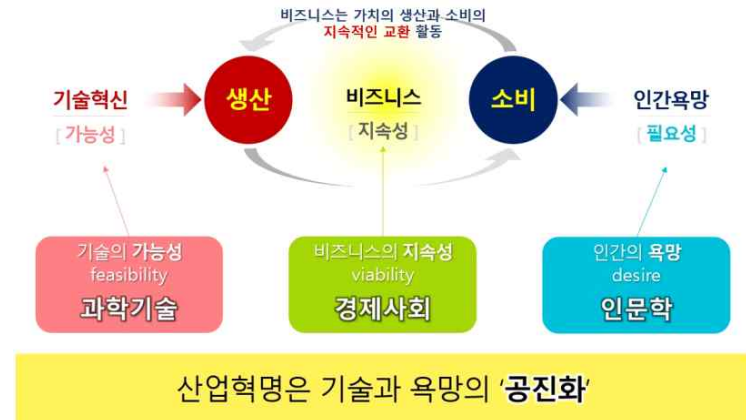 비즈니스는 가치의 생산과 소비의
지속적인 교환 활동
기술혁신
[ 가능성 ]
생산
비즈니스
[ 지속성 ]
소비
인간욕망
[ 필요성 ]
기술의 가능성
feasibility
과학기술
비즈니스의 지속성
viability
경제사회
인간의 욕망
desire
인문학
산업혁명은 기술과 욕망의 '공진화'